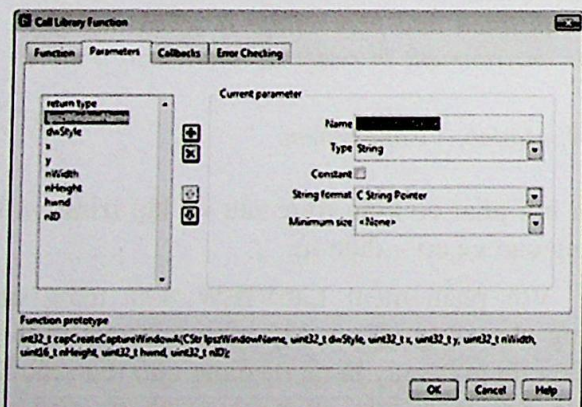 Call Library Function
Function Parameters Callbacks Error Checking
return type
lpszWindowName
dwStyle
x
y
nWidth
nHeight
hwnd
nID
Current parameter
Name
Type String
Constant
String format C String Pointer
Minimum size <None>
Function prototype
int32_t capCreateCaptureWindowA(CStr lpszWindowName, uint32_t dwStyle, uint32_t x, uint32_t y, uint32_t nWidth,
uint16_t nHeight, uint32_t hwnd, uint32_t nID);
OK Cancel Help